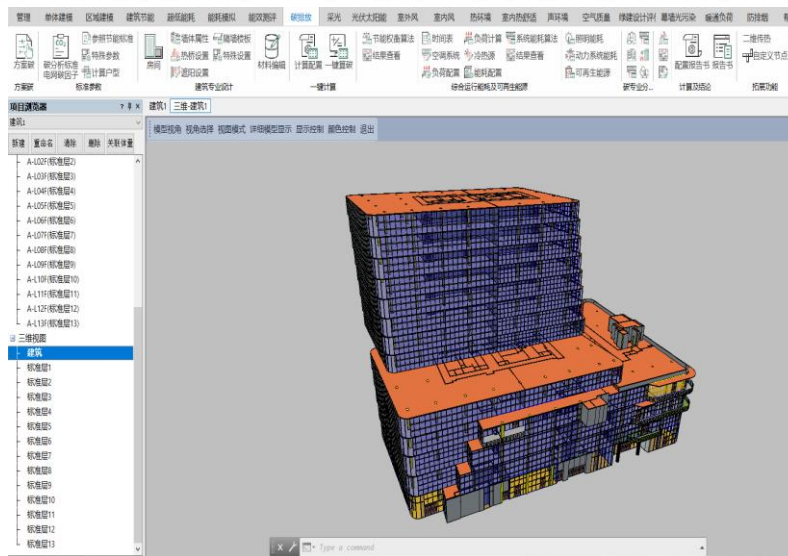 管理 单体建模 区域建模 建筑节能 超低能耗 能耗模拟 能效测评 碳排放 采光 光伏太阳能 室外风 室内风 热环境 室内热舒适 声环境 空气质量 绿建设计评价 幕墙光污染 暖通负荷 防排烟
参照节能标准 墙体属性 隔墙楼板 节能权衡算法 时间表 负荷计算 系统能耗算法 照明能耗 二维传热
特殊参数 热桥设置 特殊设置 结果查看 空调系统 冷热源 结果查看 动力系统能耗 自定义节点
方案碳 碳分析标准 电网碳因子 计算户型 房间 遮阳设置 材料编辑 计算配置 一键算碳 负荷配置 能耗配置 可再生能源 配置报告书 报告书
方案碳 标准参数 建筑专业设计 一键计算 综合运行能耗及可再生能源 碳专业分... 计算及结论 拓展功能
项目浏览器
建筑1 三维-建筑1
建筑1
模型视角 视角选择 视图模式 详细模型显示 显示控制 颜色控制 退出
新建 重命名 清除 删除 关联体量
A-L02F(标准层2)
A-L03F(标准层3)
A-L04F(标准层4)
A-L05F(标准层5)
A-L06F(标准层6)
A-L07F(标准层7)
A-L08F(标准层8)
A-L09F(标准层9)
A-L10F(标准层10)
A-L11F(标准层11)
A-L12F(标准层12)
A-L13F(标准层13)
三维视图
建筑
标准层1
标准层2
标准层3
标准层4
标准层5
标准层6
标准层7
标准层8
标准层9
标准层10
标准层11
标准层12
标准层13
Type a command